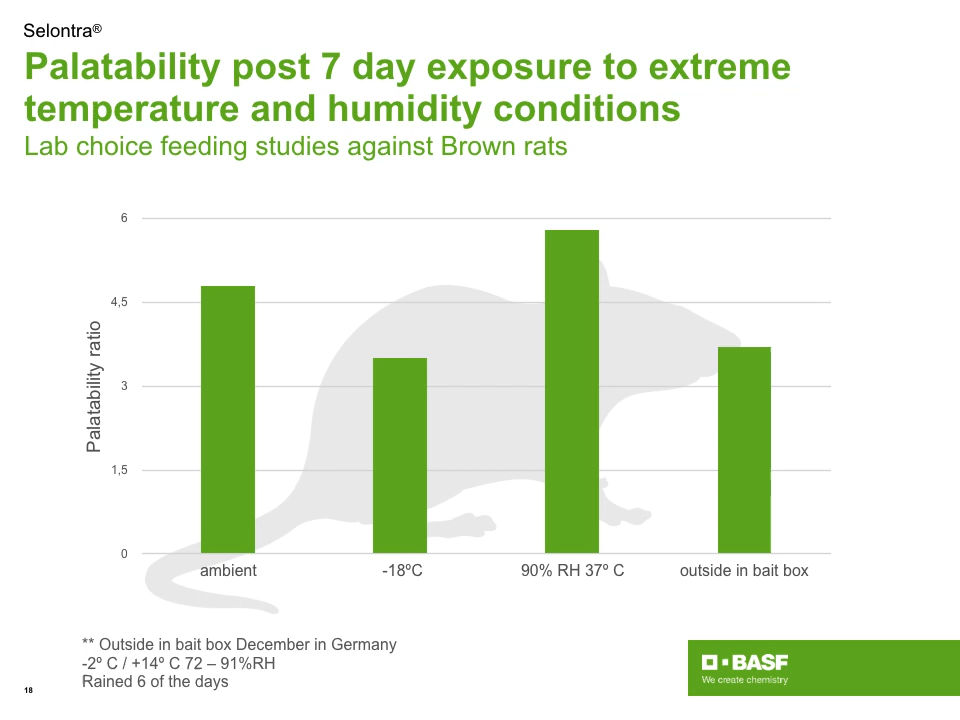 Selontra®
Palatability post 7 day exposure to extreme
temperature and humidity conditions
Lab choice feeding studies against Brown rats
6
4,5
3
1,5
0
Palatability ratio
ambient
-18ºC
90% RH 37º C
outside in bait box
** Outside in bait box December in Germany
-2º C / +14º C 72 – 91%RH
Rained 6 of the days
18
BASF
We create chemistry